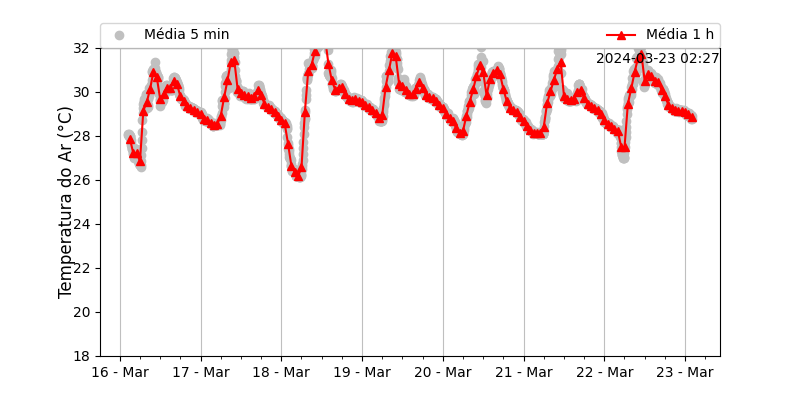 Média 5 min
Média 1 h
2024-03-23 02:27
Temperatura do Ar (°C)
32
30
28
26
24
22
20
18
16 - Mar
17 - Mar
18 - Mar
19 - Mar
20 - Mar
21 - Mar
22 - Mar
23 - Mar